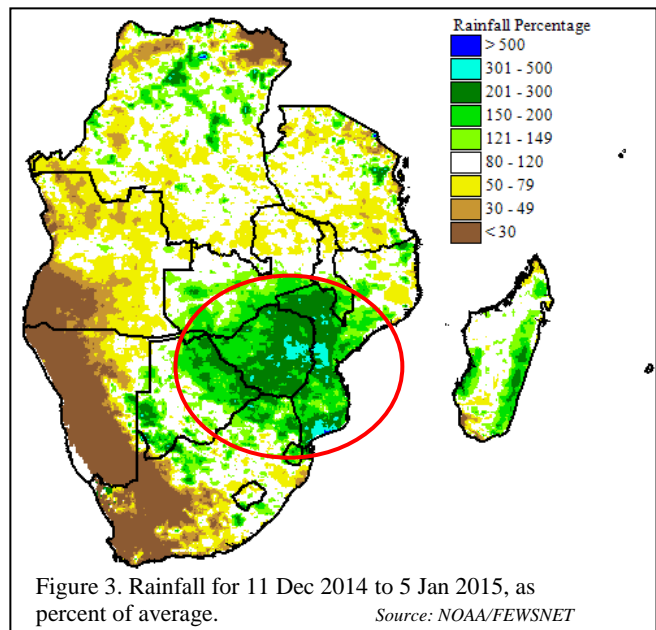 Rainfall Percentage
> 500
301 - 500
201 - 300
150 - 200
121 - 149
80 - 120
50 - 79
30 - 49
<30
Figure 3. Rainfall for 11 Dec 2014 to 5 Jan 2015, as
percent of average. Source: NOAA/FEWSNET